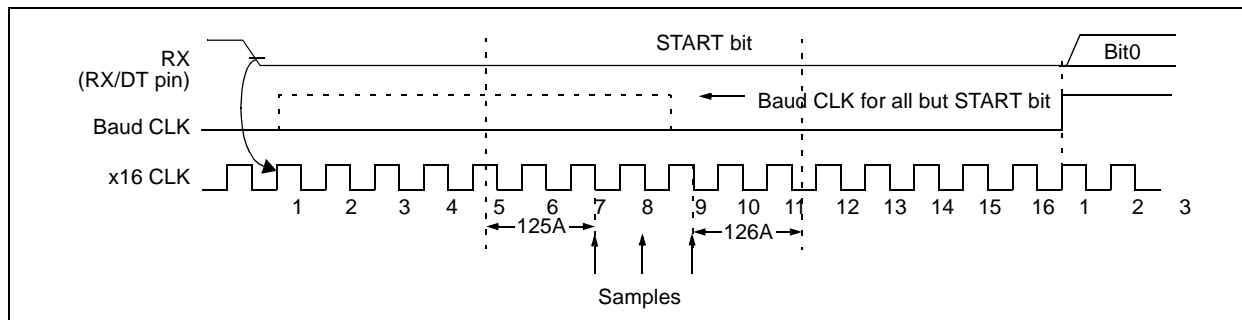 START bit
RX
(RX/DT pin)
Bit0
Baud CLK for all but START bit
Baud CLK
x16 CLK
1 2 3 4 5 6 7 8 9 10 11 12 13 14 15 16 1 2 3
125A 126A
Samples